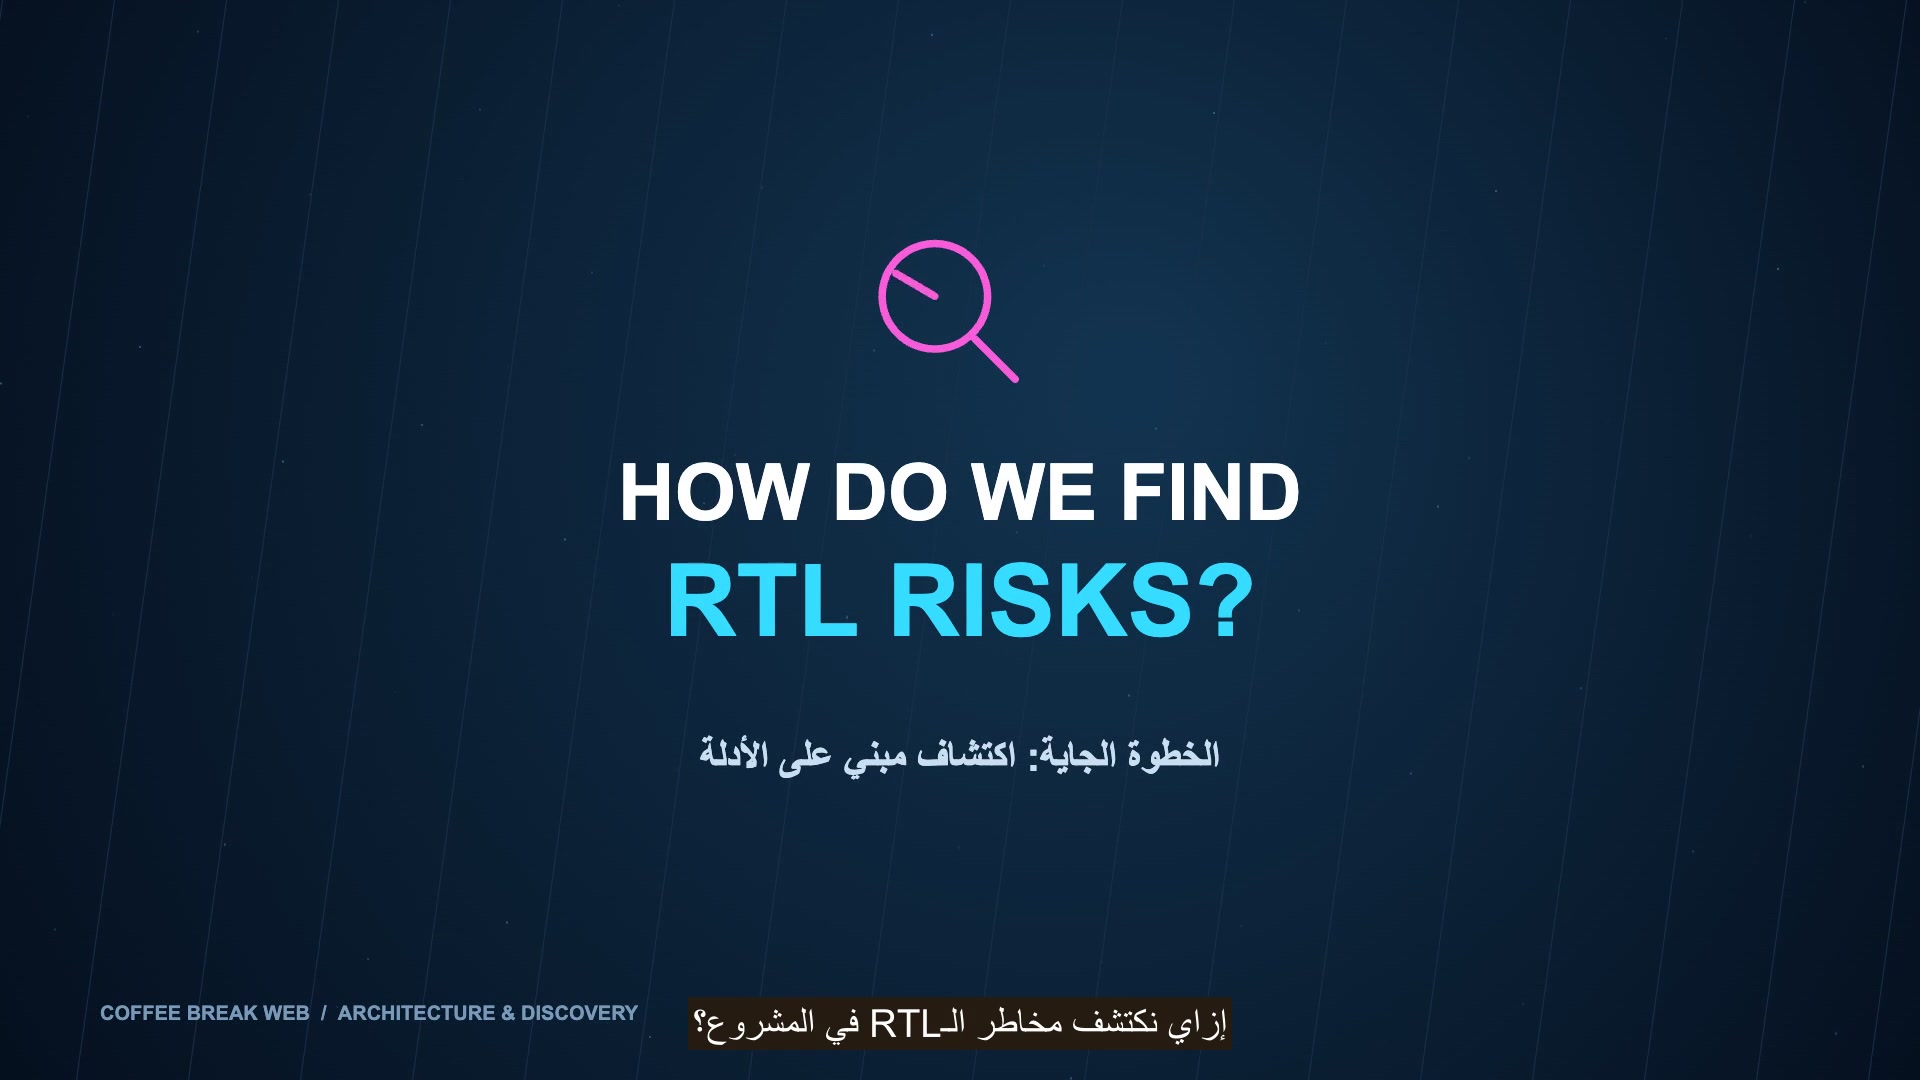 HOW DO WE FIND
RTL RISKS?
الخطوة الجاية: اكتشاف مبني على الأدلة
COFFEE BREAK WEB / ARCHITECTURE & DISCOVERY
إزاي نكتشف مخاطر الـRTL في المشروع؟